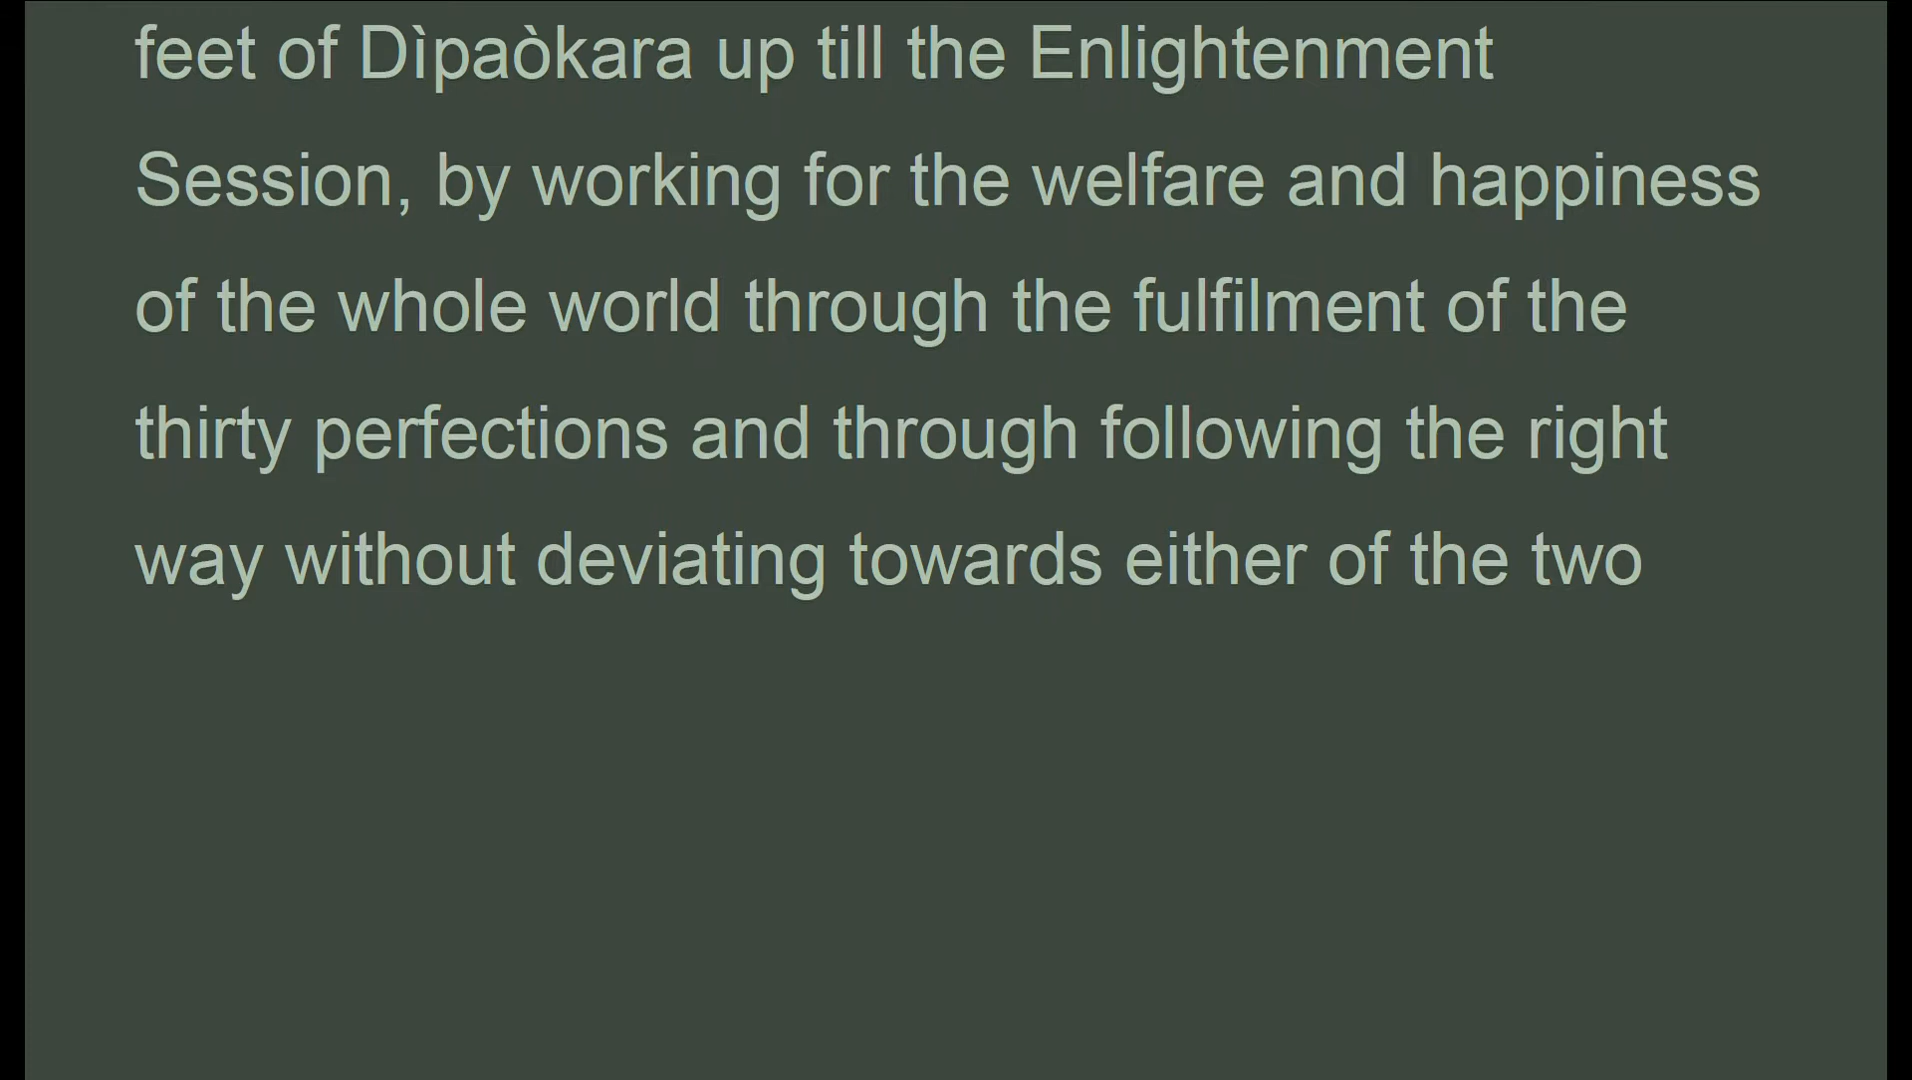 feet of Dìpaòkara up till the Enlightenment
Session, by working for the welfare and happiness
of the whole world through the fulfilment of the
thirty perfections and through following the right
way without deviating towards either of the two